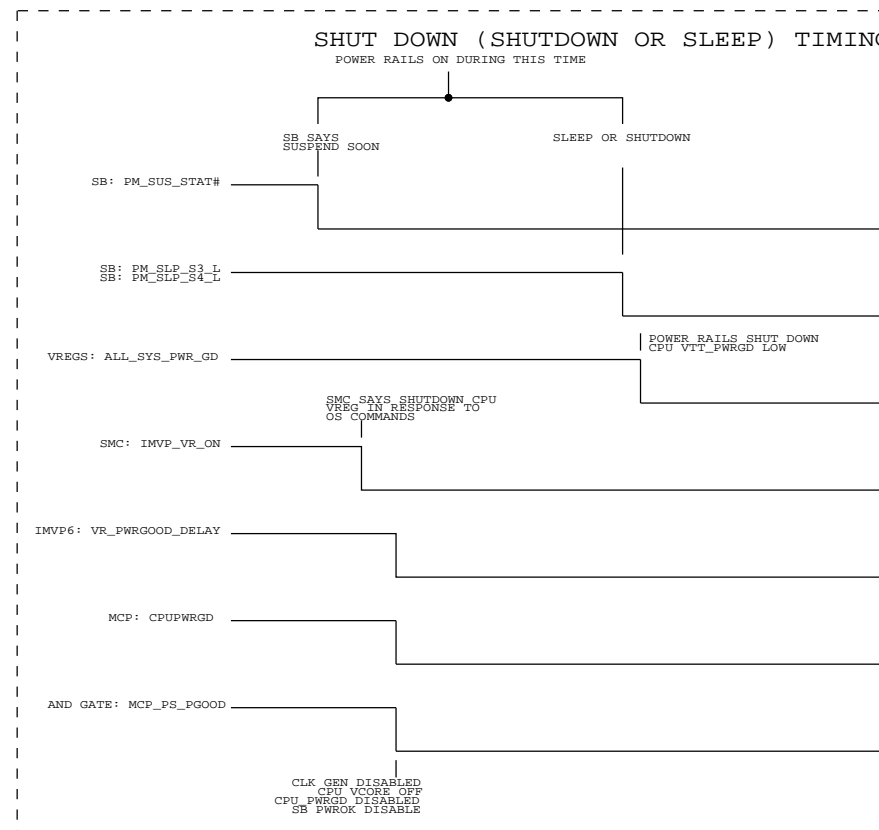 SHUT DOWN (SHUTDOWN OR SLEEP) TIMING
POWER RAILS ON DURING THIS TIME
SB SAYS
SUSPEND SOON
SLEEP OR SHUTDOWN
SB: PM_SUS_STAT#
SB: PM_SLP_S3_L
SB: PM_SLP_S4_L
POWER RAILS SHUT DOWN
CPU VTT_PWRGD LOW
VREGS: ALL_SYS_PWR_GD
SMC SAYS SHUTDOWN CPU
VREG IN RESPONSE TO
OS COMMANDS
SMC: IMVP_VR_ON
IMVP6: VR_PWRGOOD_DELAY
MCP: CPUPWRGD
AND GATE: MCP_PS_PGOOD
CLK GEN DISABLED
CPU VCORE OFF
CPU_PWRGD DISABLED
SB PWROK DISABLE